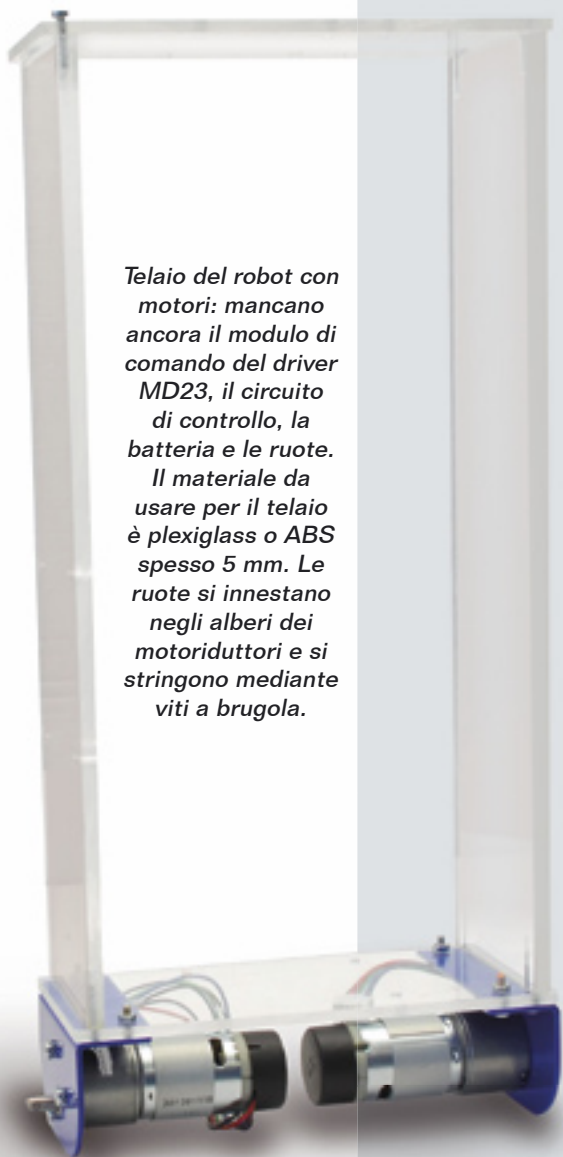 Telaio del robot con
motori: mancano
ancora il modulo di
comando del driver
MD23, il circuito
di controllo, la
batteria e le ruote.
Il materiale da
usare per il telaio
è plexiglass o ABS
spesso 5 mm. Le
ruote si innestano
negli alberi dei
motoriduttori e si
stringono mediante
viti a brugola.